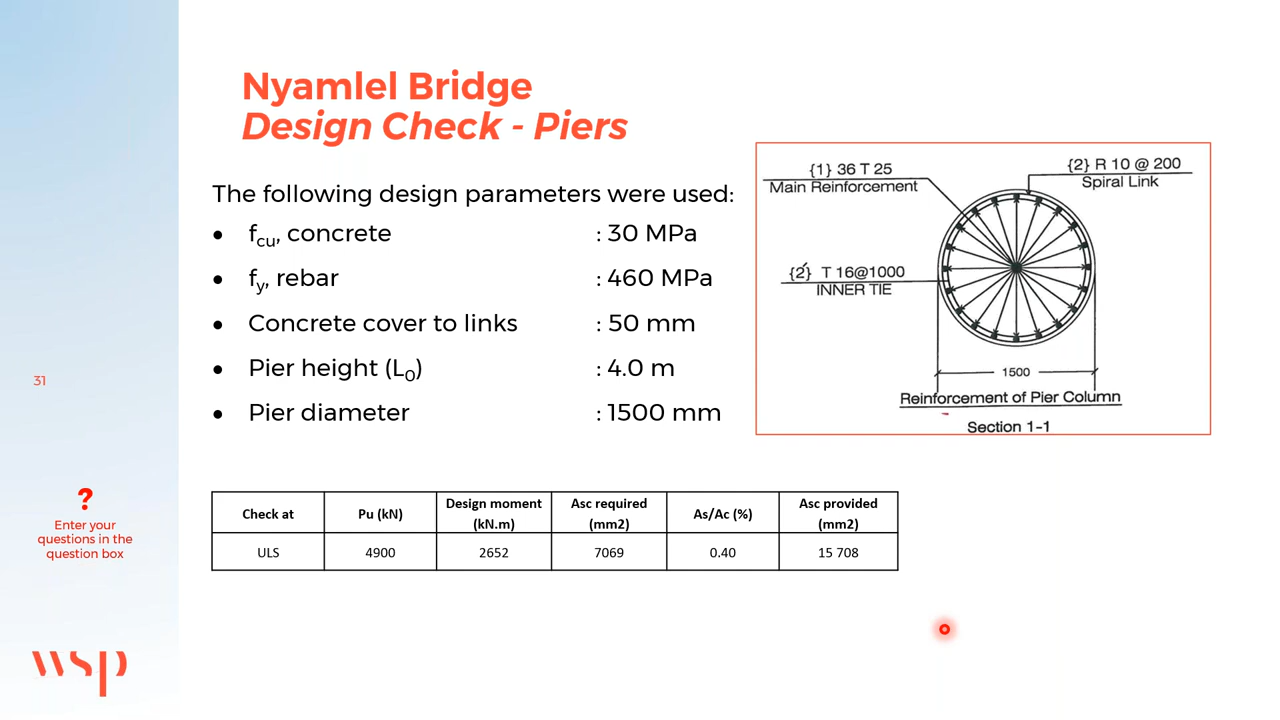 Nyamlel Bridge
Design Check - Piers
The following design parameters were used:
• fcu, concrete : 30 MPa
• fy, rebar : 460 MPa
• Concrete cover to links : 50 mm
• Pier height (L0) : 4.0 m
• Pier diameter : 1500 mm
{1} 36 T 25
Main Reinforcement
{2} R 10 @ 200
Spiral Link
{2} T 16@1000
INNER TIE
1500
Reinforcement of Pier Column
Section 1-1
Check at Pu (kN) Design moment (kN.m) Asc required (mm2) As/Ac (%) Asc provided (mm2)
ULS 4900 2652 7069 0.40 15 708
31
?
Enter your
questions in the
question box
wsp